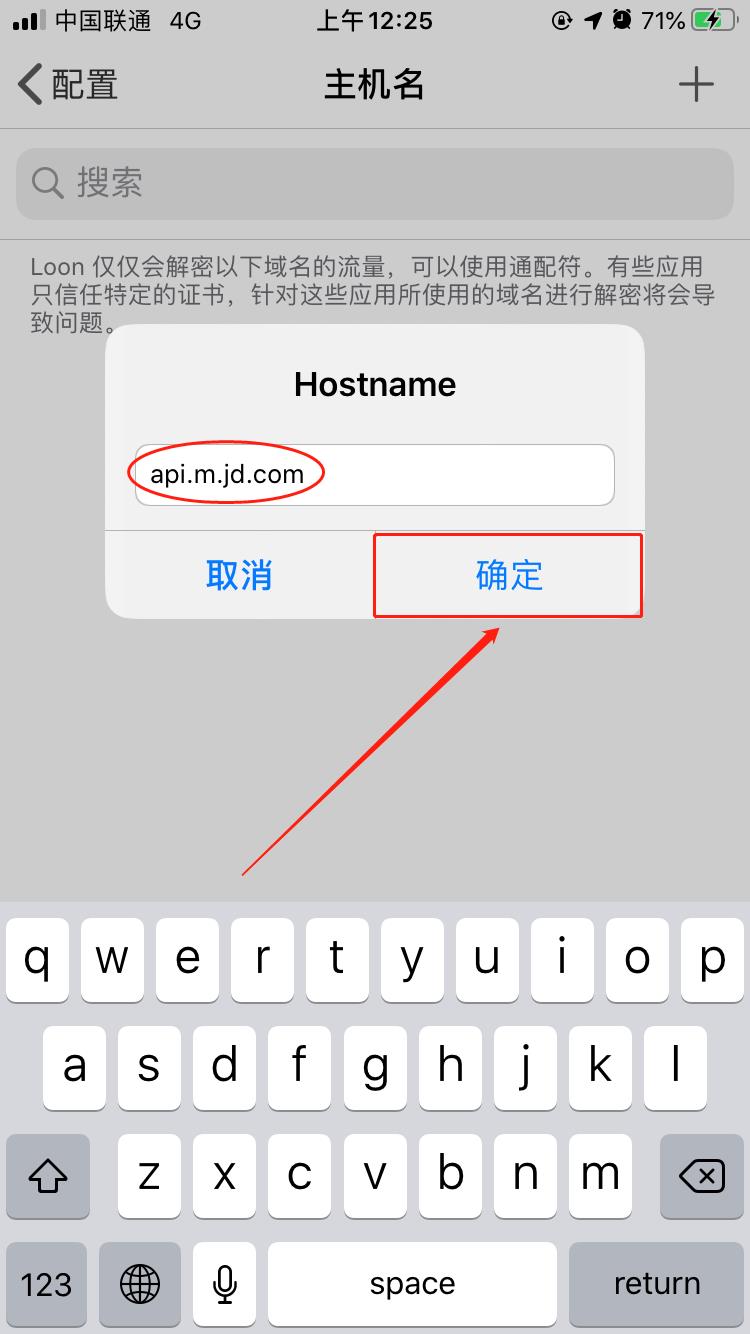 中国联通 4G 上午12:25 71%
配置 主机名
搜索
Loon 仅仅会解密以下域名的流量，可以使用通配符。有些应用
只信任特定的证书，针对这些应用所使用的域名进行解密将会导
致问题。
Hostname
api.m.jd.com
取消 确定
q w e r t y u i o p
a s d f g h j k l
z x c v b n m
123 space return